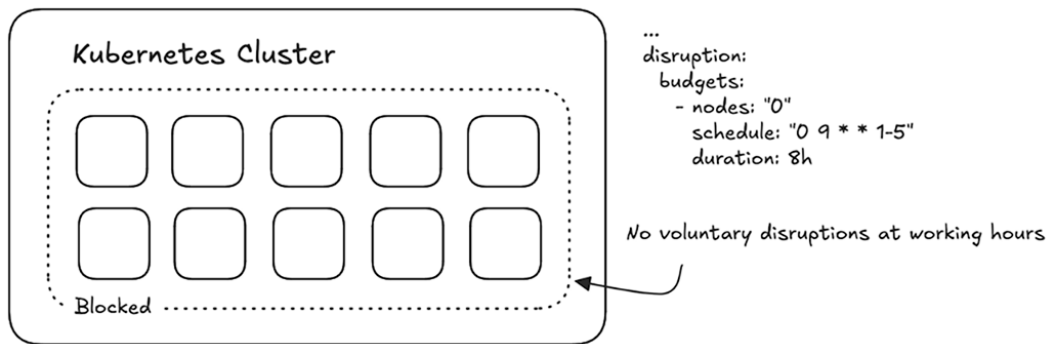 Kubernetes Cluster
Blocked
...
disruption:
budgets:
- nodes: "0"
schedule: "0 9 * * 1-5"
duration: 8h
No voluntary disruptions at working hours